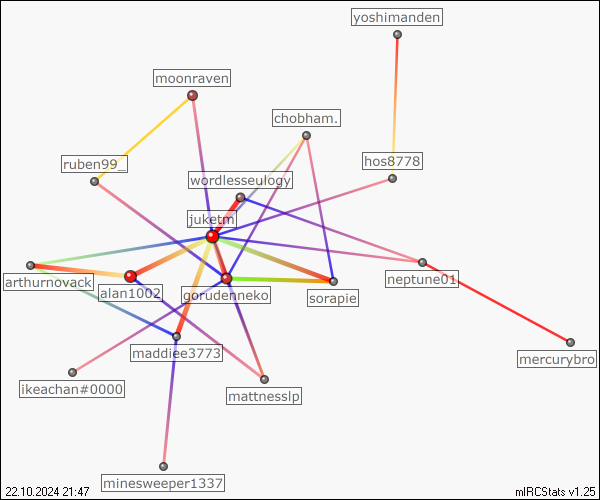 yoshimanden
moonraven
chobham.
ruben99_
hos8778
wordlesseulogy
juketm
arthurnovack
alan1002
gorudenneko
sorapie
neptune01
maddiee3773
mercurybro
ikeachan#0000
mattnesslp
minesweeper1337
22.10.2024 21:47
mIRCStats v1.25